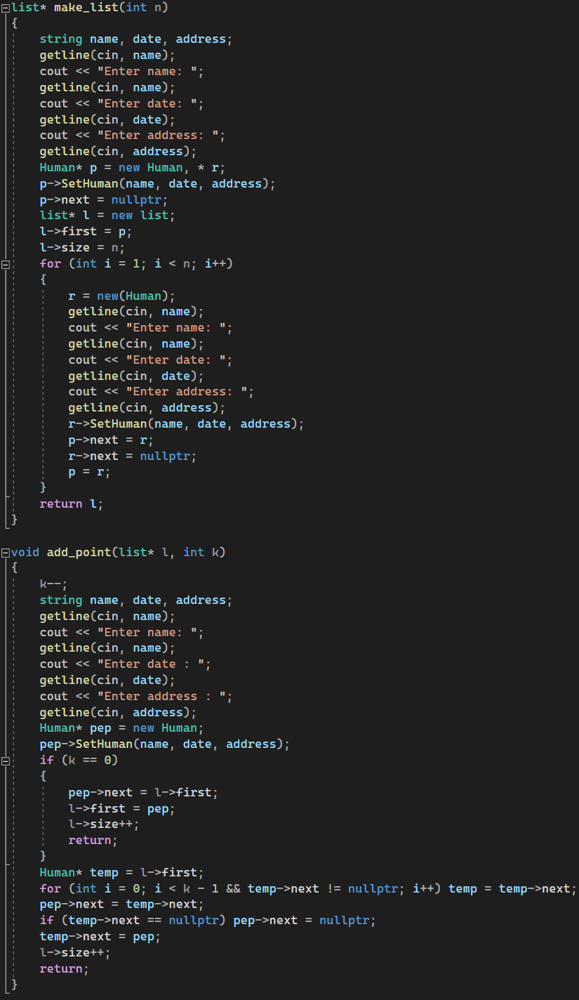 list* make_list(int n)
{
    string name, date, address;
    getline(cin, name);
    cout << "Enter name: ";
    getline(cin, name);
    cout << "Enter date: ";
    getline(cin, date);
    cout << "Enter address: ";
    getline(cin, address);
    Human* p = new Human, * r;
    p->SetHuman(name, date, address);
    p->next = nullptr;
    list* l = new list;
    l->first = p;
    l->size = n;
    for (int i = 1; i < n; i++)
    {
        r = new(Human);
        getline(cin, name);
        cout << "Enter name: ";
        getline(cin, name);
        cout << "Enter date: ";
        getline(cin, date);
        cout << "Enter address: ";
        getline(cin, address);
        r->SetHuman(name, date, address);
        p->next = r;
        r->next = nullptr;
        p = r;
    }
    return l;
}
void add_point(list* l, int k)
{
    k--;
    string name, date, address;
    getline(cin, name);
    cout << "Enter name: ";
    getline(cin, name);
    cout << "Enter date : ";
    getline(cin, date);
    cout << "Enter address : ";
    getline(cin, address);
    Human* pep = new Human;
    pep->SetHuman(name, date, address);
    if (k == 0)
    {
        pep->next = l->first;
        l->first = pep;
        l->size++;
        return;
    }
    Human* temp = l->first;
    for (int i = 0; i < k - 1 && temp->next != nullptr; i++) temp = temp->next;
    pep->next = temp->next;
    if (temp->next == nullptr) pep->next = nullptr;
    temp->next = pep;
    l->size++;
    return;
}